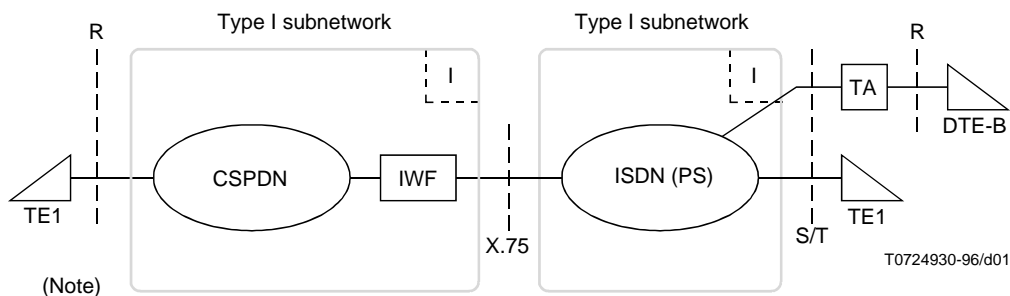 Type I subnetwork
Type I subnetwork
R
R
I
I
TA
DTE-B
CSPDN
IWF
ISDN (PS)
TE1
TE1
X.75
S/T
T0724930-96/d01
(Note)